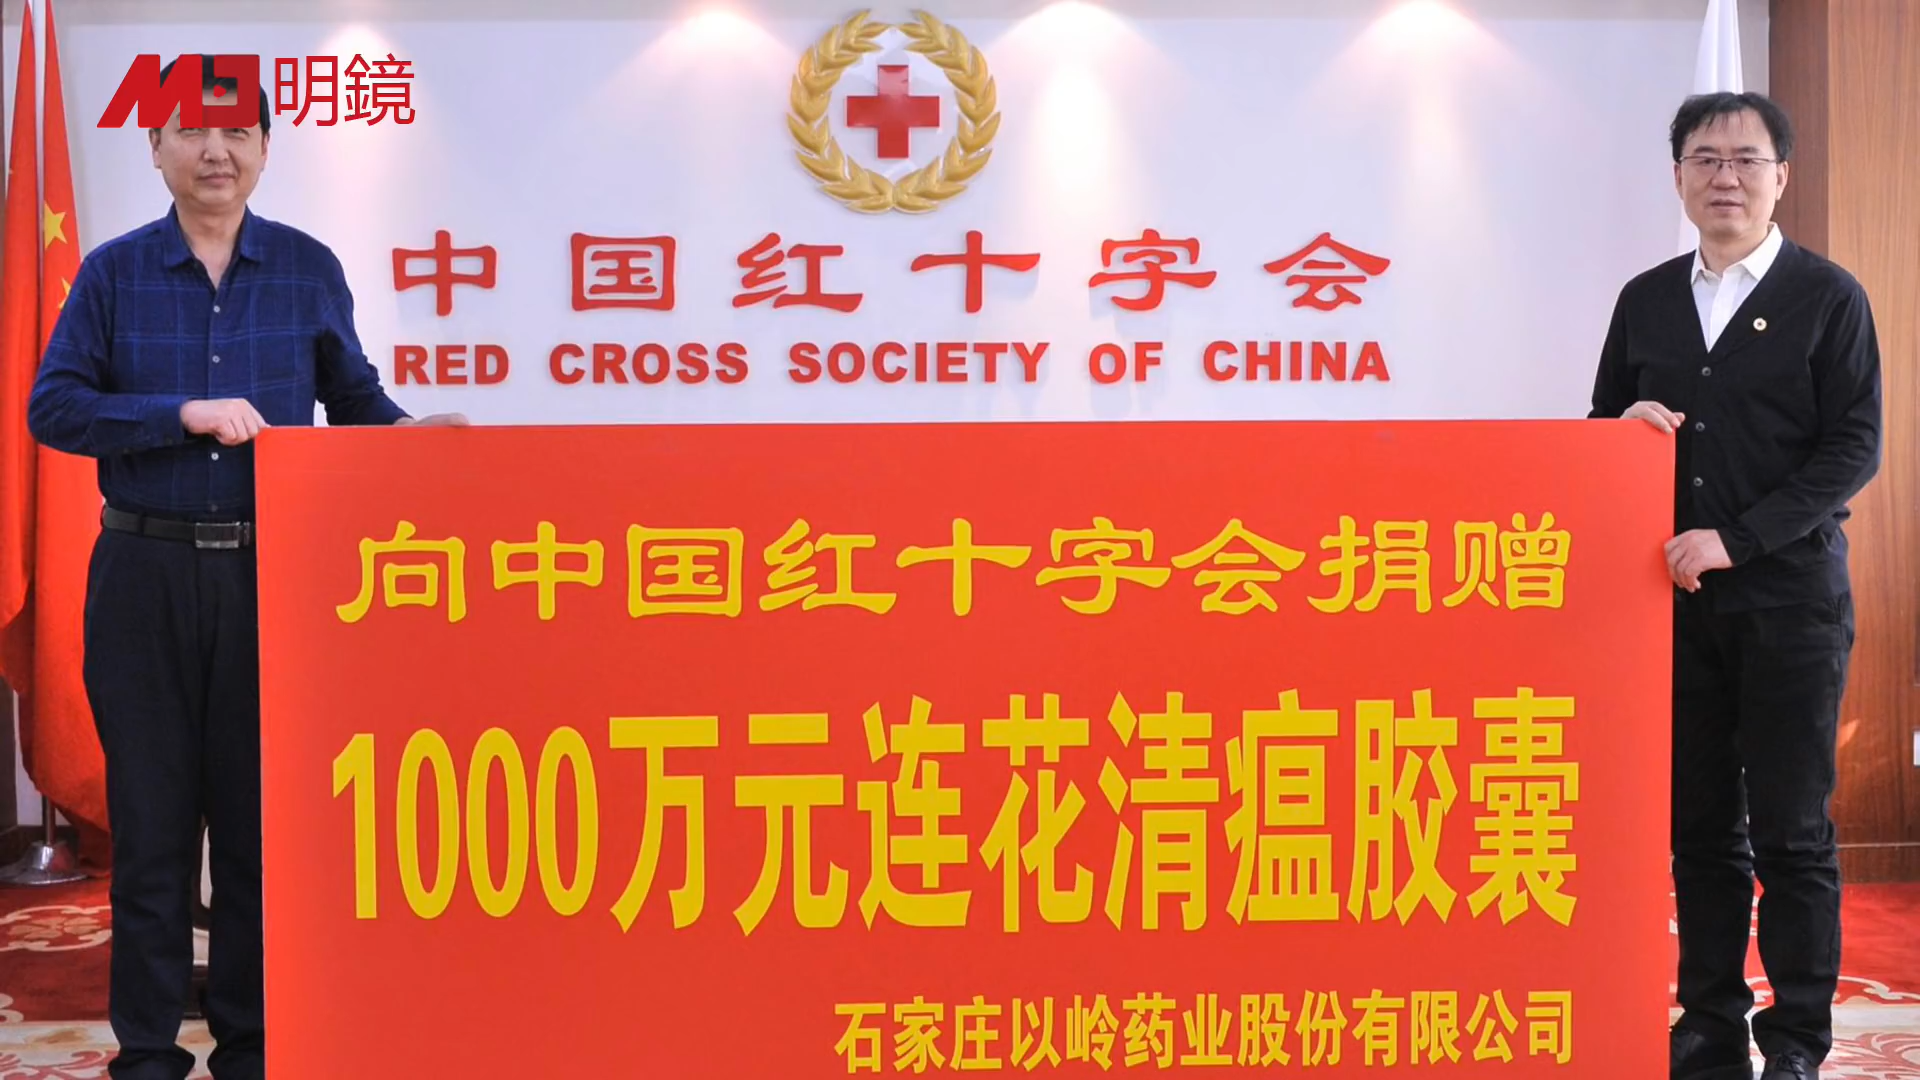 明鏡
中国红十字会
RED CROSS SOCIETY OF CHINA
向中国红十字会捐赠
1000万元连花清瘟胶囊
石家庄以岭药业股份有限公司